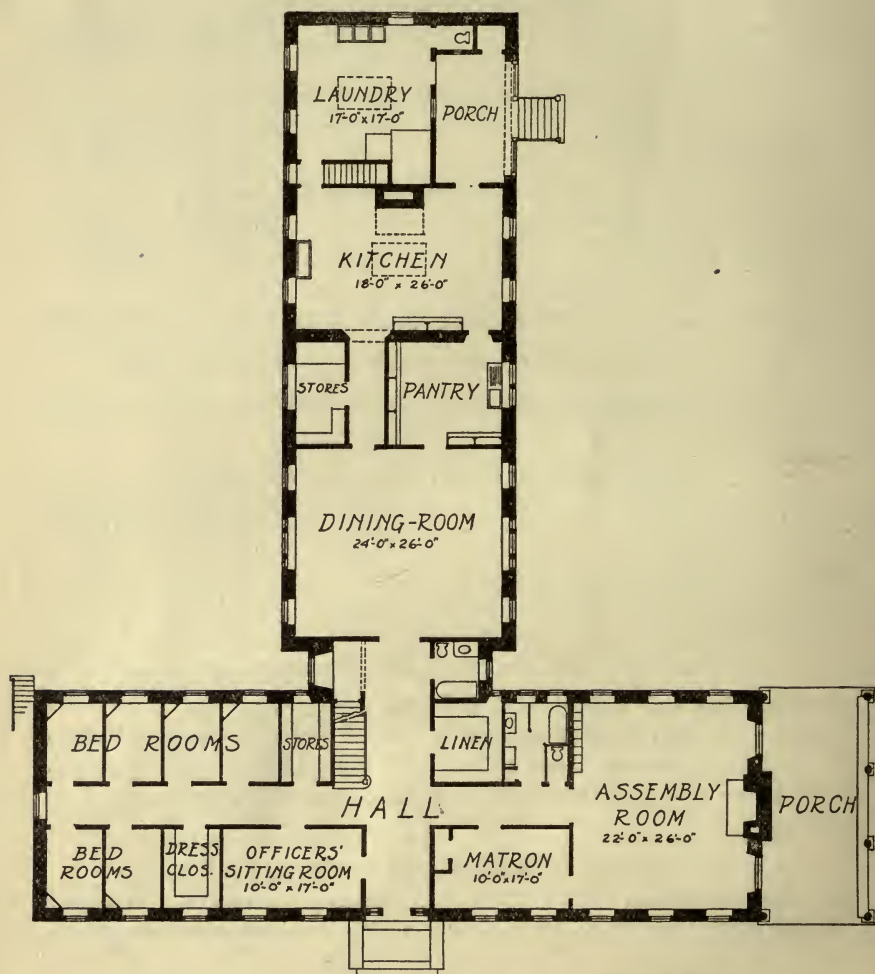 LAUNDRY
17'-0" x 17'-0"
PORCH
KITCHEN
18'-0" x 26'-0"
STORES
PANTRY
DINING-ROOM
24'-0" x 26'-0"
BED ROOMS
STORES
LINEN
HALL
ASSEMBLY
ROOM
22'-0" x 26'-0"
PORCH
BED
ROOMS
DRESS
CLOS.
OFFICERS'
SITTING ROOM
10'-0" x 17'-0"
MATRON
10'-0" x 17'-0"